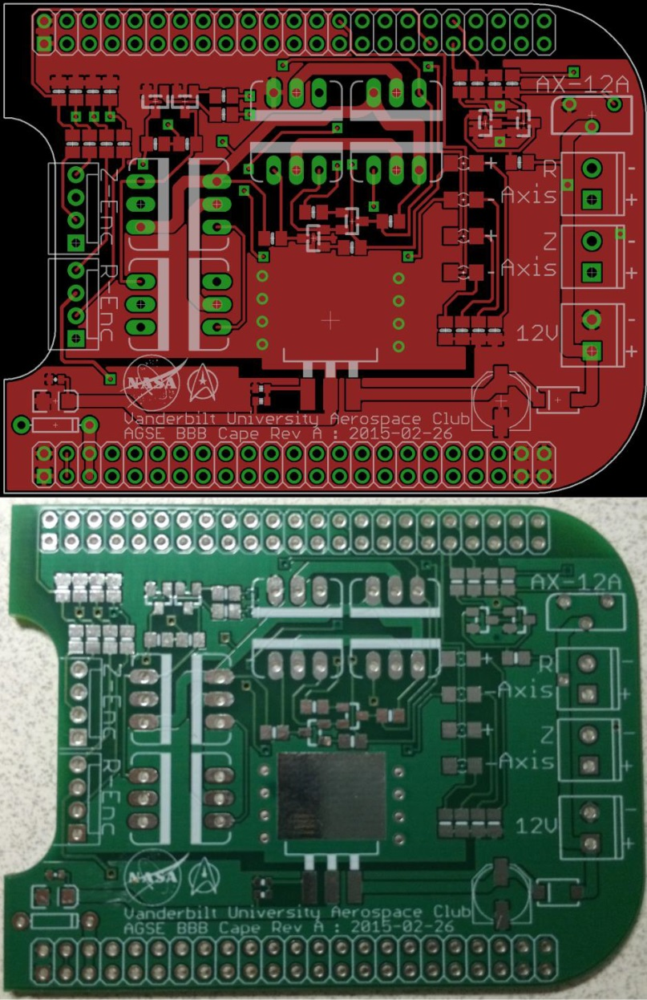 AX-12A
R
-
Axis
+
Z
-
Axis
+
12V
-
+
+
-
+
-
Z-Enc
R-Enc
NASA
Vanderbilt University Aerospace Club
AGSE BBB Cape Rev A : 2015-02-26
AX-12A
R
-
Axis
+
Z
-
Axis
+
12V
-
+
+
-
+
-
Z-Enc
R-Enc
NASA
Vanderbilt University Aerospace Club
AGSE BBB Cape Rev A : 2015-02-26